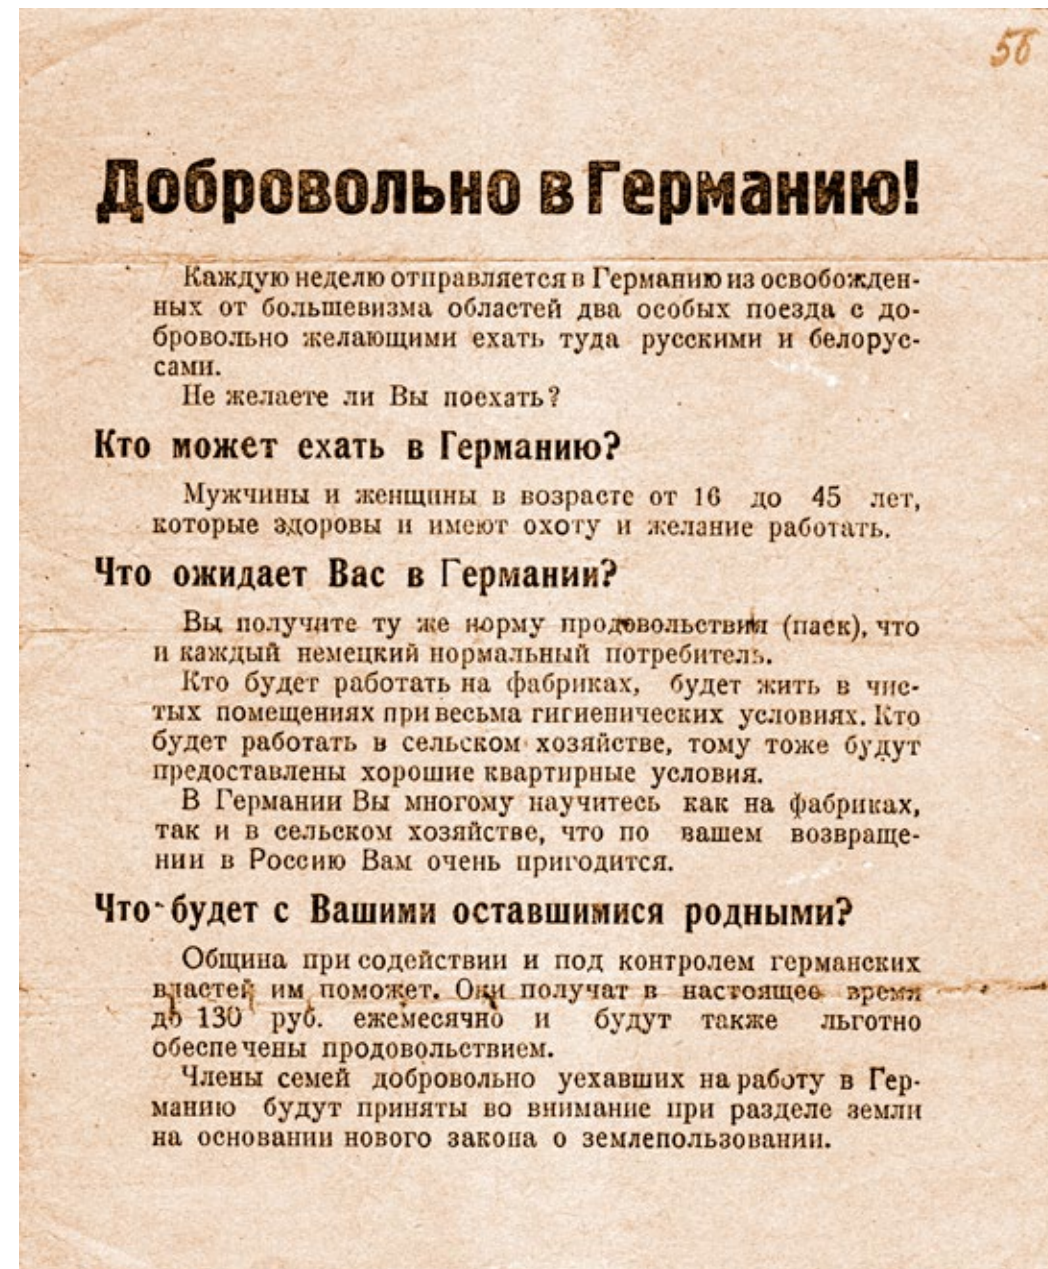 56
Добровольно в Германию!
Каждую неделю отправляется в Германию из освобожден-
ных от большевизма областей два особых поезда с до-
бровольно желающими ехать туда русскими и белорус-
сами.
Не желаете ли Вы поехать?
Кто может ехать в Германию?
Мужчины и женщины в возрасте от 16 до 45 лет,
которые здоровы и имеют охоту и желание работать.
Что ожидает Вас в Германии?
Вы получите ту же норму продовольствия (паек), что
и каждый немецкий нормальный потребитель.
Кто будет работать на фабриках, будет жить в чис-
тых помещениях при весьма гигиенических условиях. Кто
будет работать в сельском хозяйстве, тому тоже будут
предоставлены хорошие квартирные условия.
В Германии Вы многому научитесь как на фабриках,
так и в сельском хозяйстве, что по вашем возвраще-
нии в Россию Вам очень пригодится.
Что будет с Вашими оставшимися родными?
Община при содействии и под контролем германских
властей им поможет. Они получат в настоящее время
до 130 руб. ежемесячно и будут также льготно
обеспечены продовольствием.
Члены семей добровольно уехавших на работу в Гер-
манию будут приняты во внимание при разделе земли
на основании нового закона о землепользовании.